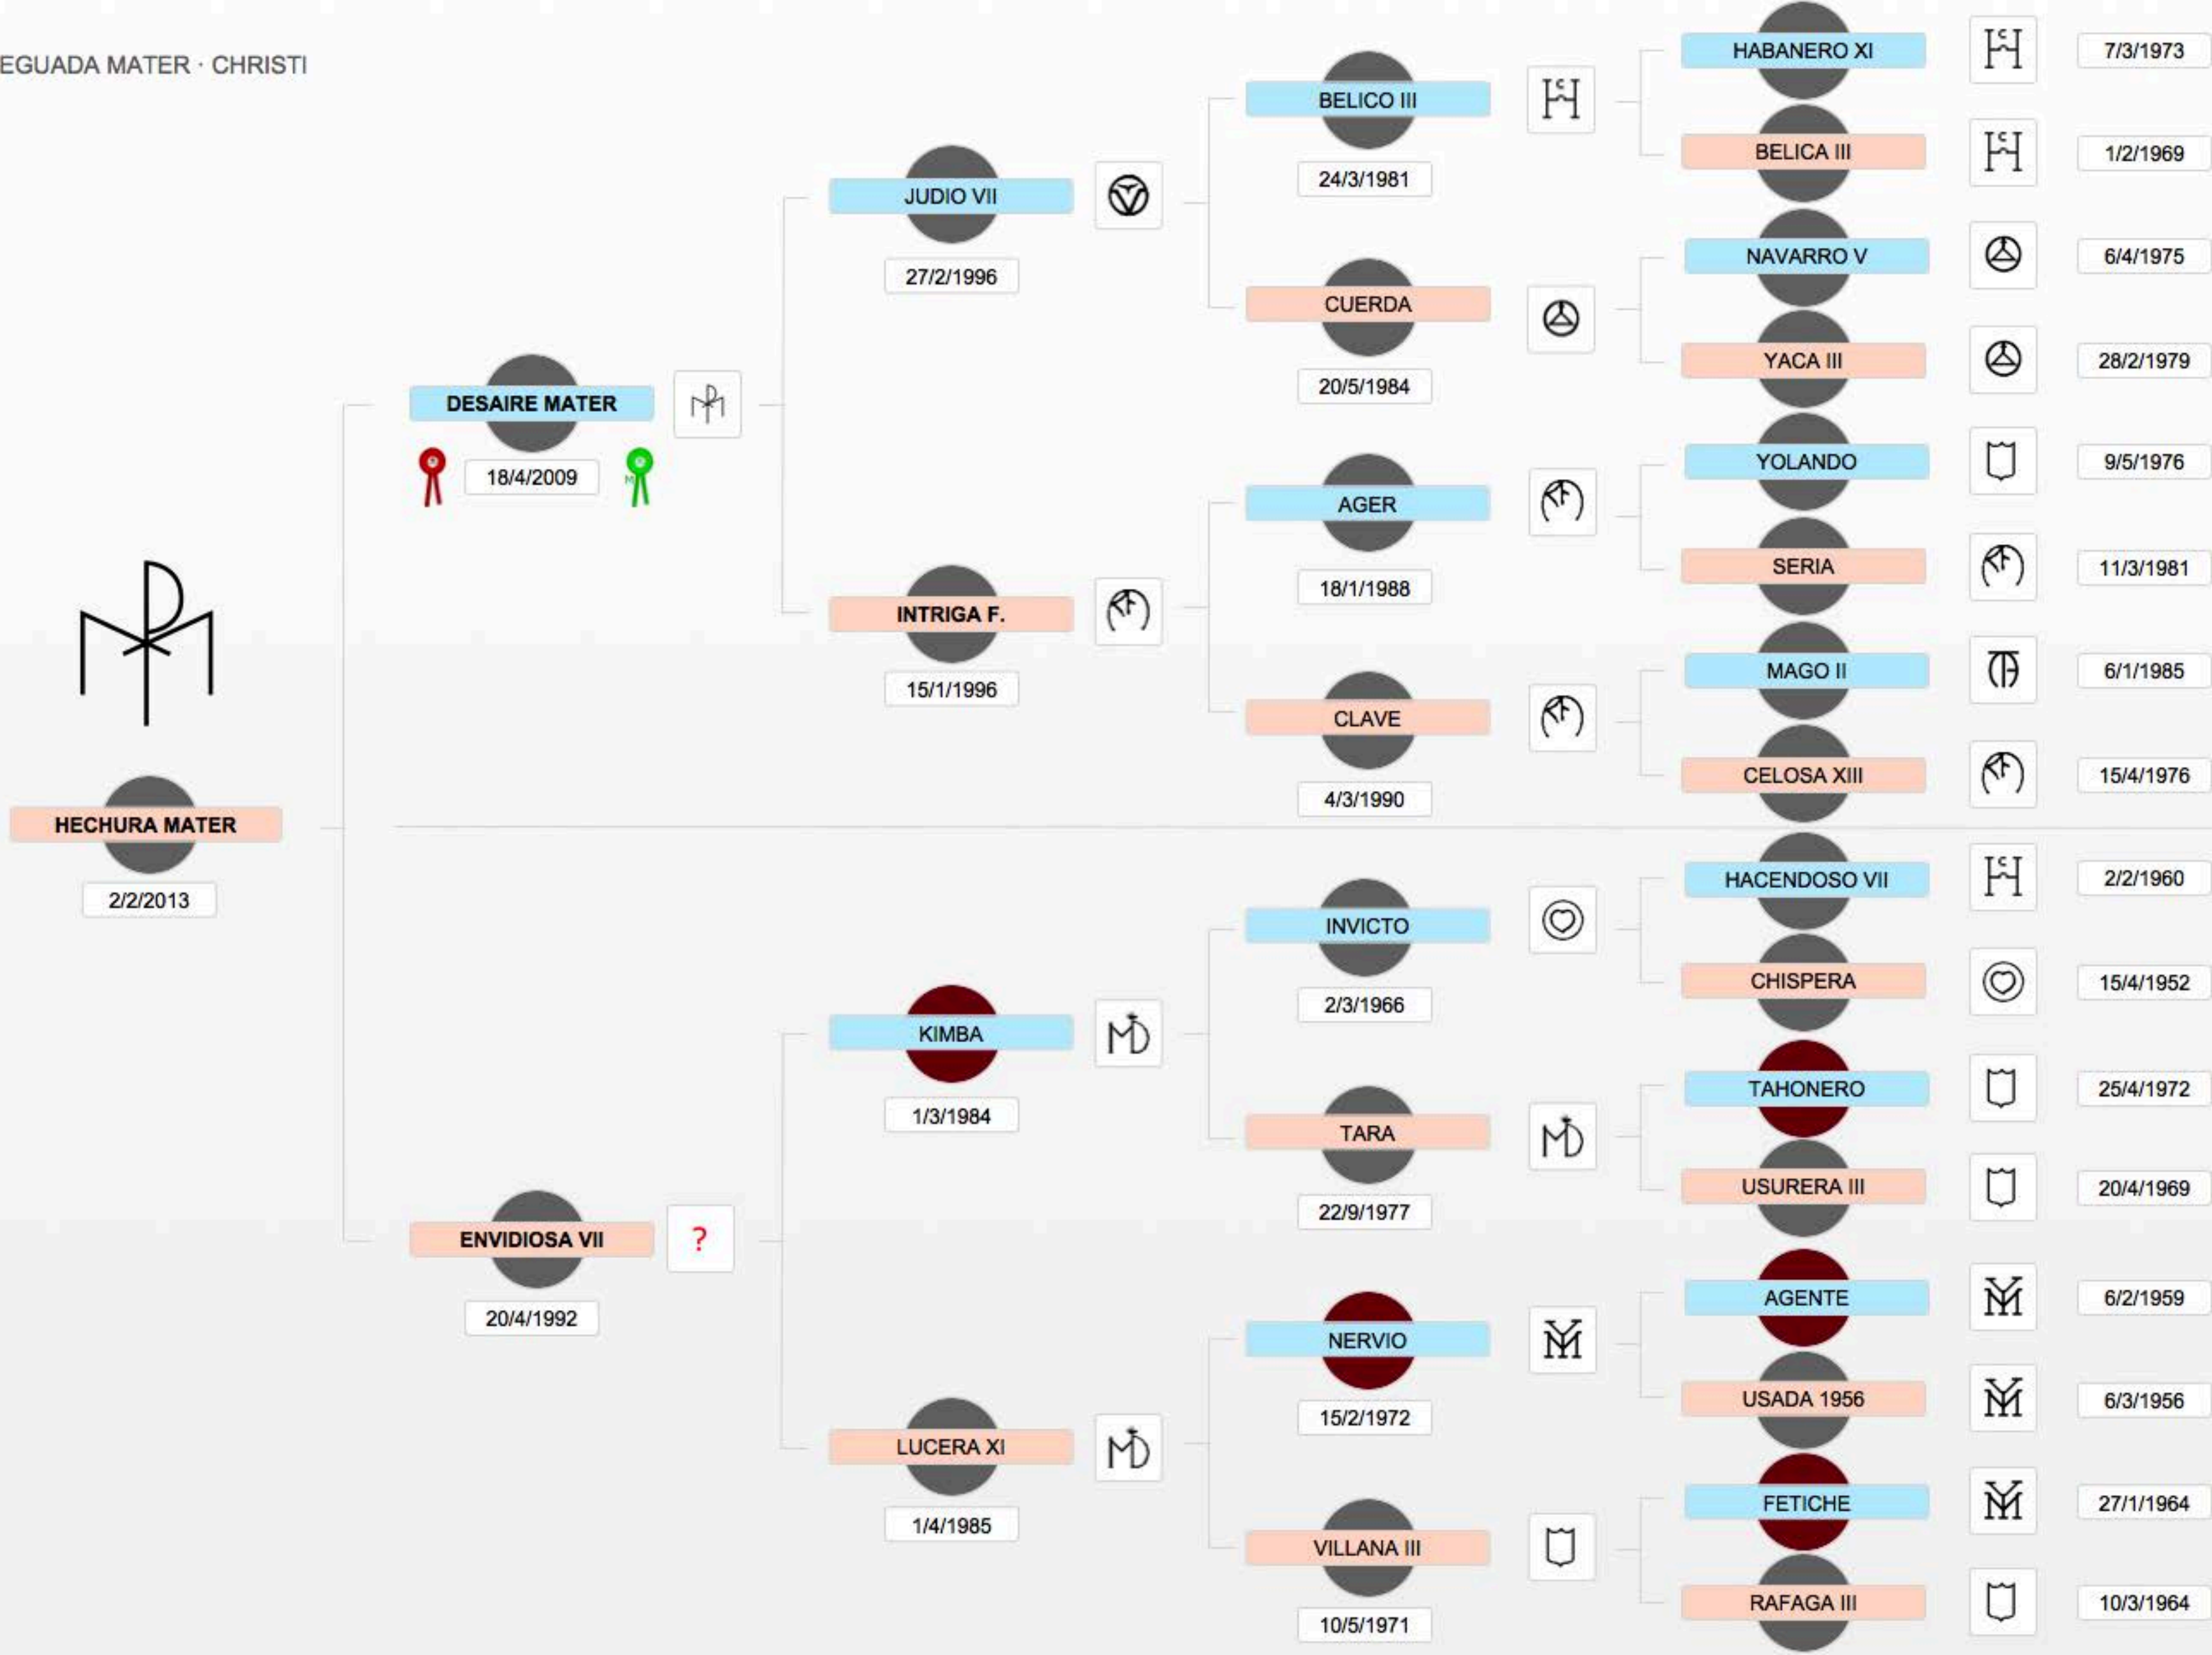 EGUADA MATER · CHRISTI
HECHURA MATER
2/2/2013
DESAIRE MATER
18/4/2009
M
ENVIDIOSA VII
?
20/4/1992
JUDIO VII
27/2/1996
INTRIGA F.
15/1/1996
KIMBA
1/3/1984
LUCERA XI
1/4/1985
BELICO III
24/3/1981
CUERDA
20/5/1984
AGER
18/1/1988
CLAVE
4/3/1990
INVICTO
2/3/1966
TARA
22/9/1977
NERVIO
15/2/1972
VILLANA III
10/5/1971
HABANERO XI
7/3/1973
BELICA III
1/2/1969
NAVARRO V
6/4/1975
YACA III
28/2/1979
YOLANDO
9/5/1976
SERIA
11/3/1981
MAGO II
6/1/1985
CELOSA XIII
15/4/1976
HACENDOSO VII
2/2/1960
CHISPERA
15/4/1952
TAHONERO
25/4/1972
USURERA III
20/4/1969
AGENTE
6/2/1959
USADA 1956
6/3/1956
FETICHE
27/1/1964
RAFAGA III
10/3/1964